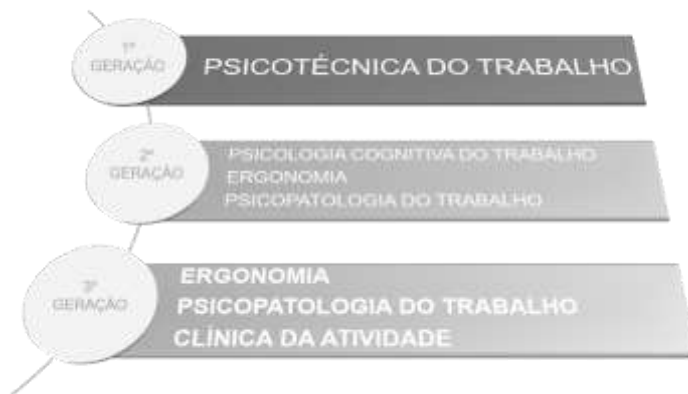 1ª
GERAÇÃO
PSICOTÉCNICA DO TRABALHO
2ª
GERAÇÃO
PSICOLOGIA COGNITIVA DO TRABALHO
ERGONOMIA
PSICOPATOLOGIA DO TRABALHO
3ª
GERAÇÃO
ERGONOMIA
PSICOPATOLOGIA DO TRABALHO
CLÍNICA DA ATIVIDADE